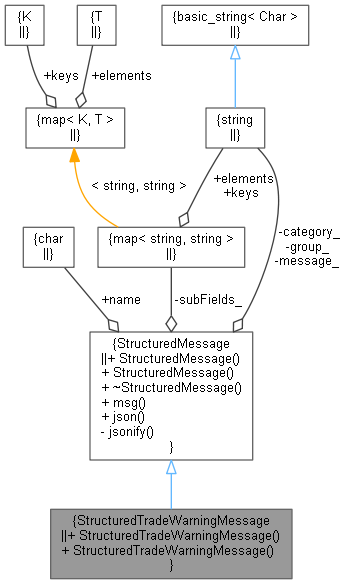 {K
||}
{T
||}
{basic_string< Char >
||}
+keys
+elements
{map< K, T >
||}
{string
||}
+elements
+keys
< string, string >
{char
||}
{map< string, string >
||}
-category_
-group_
-message_
+name
-subFields_
{StructuredMessage
||+ StructuredMessage()
+ StructuredMessage()
+ ~StructuredMessage()
+ msg()
+ json()
- jsonify()
}
{StructuredTradeWarningMessage
||+ StructuredTradeWarningMessage()
+ StructuredTradeWarningMessage()
}